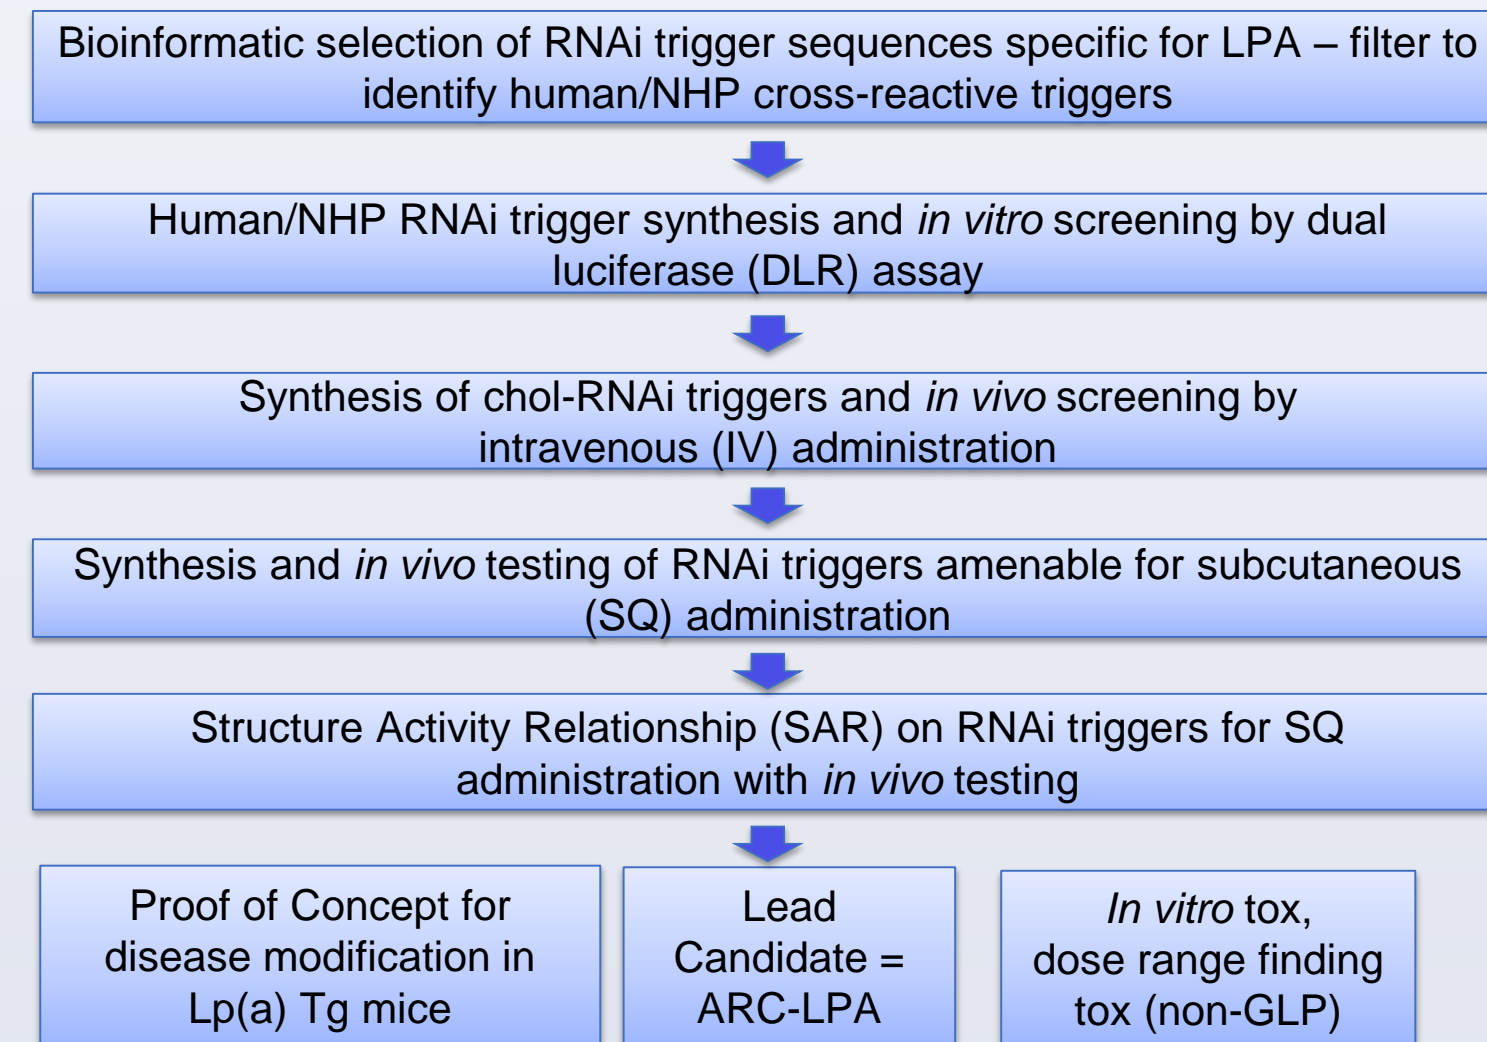 Bioinformatic selection of RNAi trigger sequences specific for LPA – filter to
identify human/NHP cross-reactive triggers
Human/NHP RNAi trigger synthesis and in vitro screening by dual
luciferase (DLR) assay
Synthesis of chol-RNAi triggers and in vivo screening by
intravenous (IV) administration
Synthesis and in vivo testing of RNAi triggers amenable for subcutaneous
(SQ) administration
Structure Activity Relationship (SAR) on RNAi triggers for SQ
administration with in vivo testing
Proof of Concept for
disease modification in
Lp(a) Tg mice
Lead
Candidate =
ARC-LPA
In vitro tox,
dose range finding
tox (non-GLP)